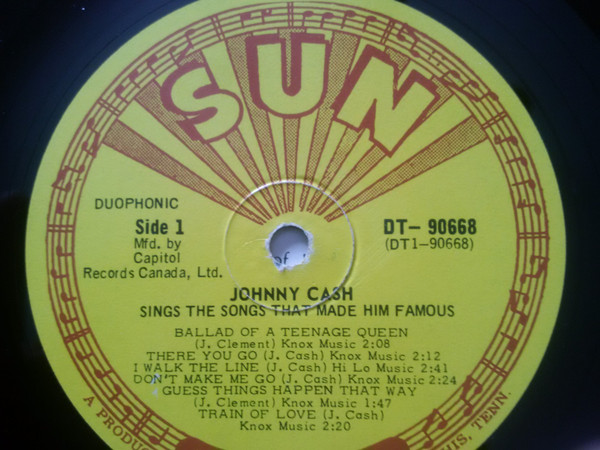 SUN
DUOPHONIC
Side 1
Mfd. by
Capitol
Records Canada, Ltd.
DT- 90668
(DT1-90668)
of
JOHNNY CASH
SINGS THE SONGS THAT MADE HIM FAMOUS
BALLAD OF A TEENAGE QUEEN
(J. Clement) Knox Music 2:08
THERE YOU GO (J. Cash) Knox Music 2:12
I WALK THE LINE (J. Cash) Hi Lo Music 2:41
DON'T MAKE ME GO (J. Cash) Knox Music 2:24
GUESS THINGS HAPPEN THAT WAY
(J. Clement) Knox Music 1:47
TRAIN OF LOVE (J. Cash)
Knox Music 2:20
A PRODUC
HIS, TENN.